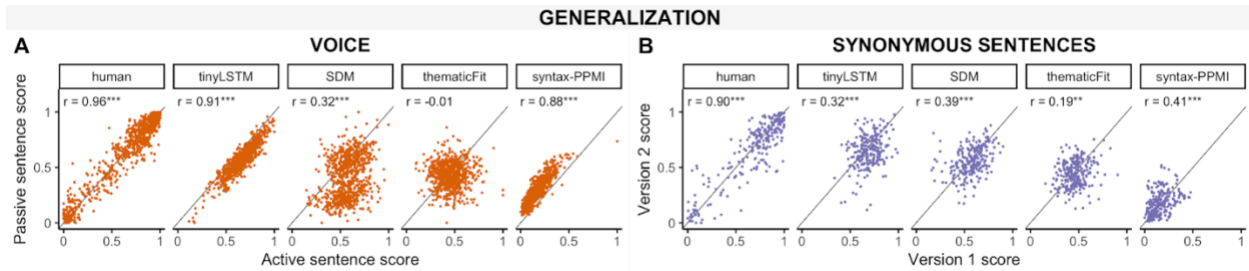 GENERALIZATION
A VOICE
human tinyLSTM SDM thematicFit syntax-PPMI
r = 0.96*** r = 0.91*** r = 0.32*** r = -0.01 r = 0.88***
Passive sentence score
1
0.5
0
0 0.5 1 0 0.5 1 0 0.5 1 0 0.5 1 0 0.5 1
Active sentence score
B SYNONYMOUS SENTENCES
human tinyLSTM SDM thematicFit syntax-PPMI
r = 0.90*** r = 0.32*** r = 0.39*** r = 0.19** r = 0.41***
Version 2 score
1
0.5
0
0 0.5 1 0 0.5 1 0 0.5 1 0 0.5 1 0 0.5 1
Version 1 score